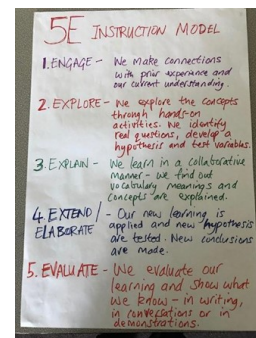 5E INSTRUCTION MODEL
1. ENGAGE - We make connections
with prior experience and
our current understanding.
2. EXPLORE - We explore the concepts
through hands-on
activities. We identify
real questions, develop a
hypothesis and test variables.
3. EXPLAIN - We learn in a collaborative
manner - we find out
vocabulary meanings and
concepts are explained.
4. EXTEND/ - Our new learning is
ELABORATE applied and new hypothesis
are tested. New conclusions
are made.
5. EVALUATE - We evaluate our
learning and show what
we know - in writing,
in conversations or in
demonstrations.